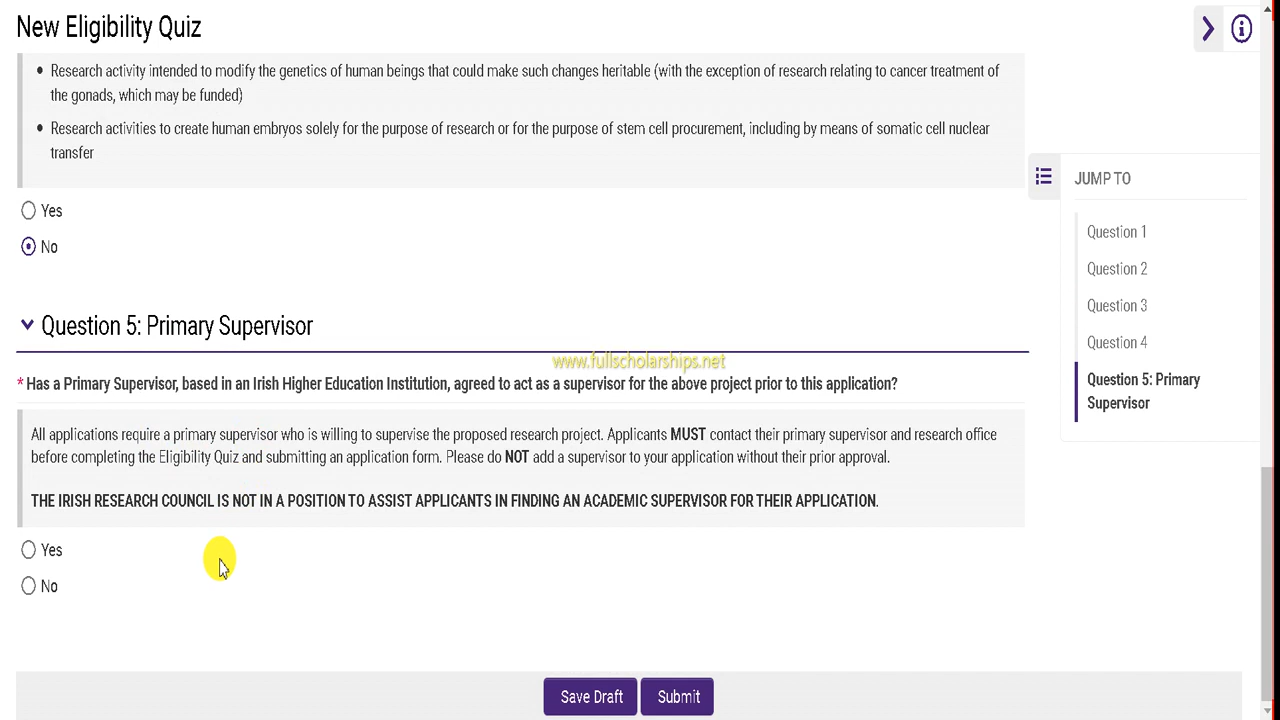 New Eligibility Quiz
Research activity intended to modify the genetics of human beings that could make such changes heritable (with the exception of research relating to cancer treatment of
the gonads, which may be funded)
Research activities to create human embryos solely for the purpose of research or for the purpose of stem cell procurement, including by means of somatic cell nuclear
transfer
Yes
No
JUMP TO
Question 1
Question 2
Question 3
Question 4
Question 5: Primary
Supervisor
Question 5: Primary Supervisor
www.fullscholarships.net
* Has a Primary Supervisor, based in an Irish Higher Education Institution, agreed to act as a supervisor for the above project prior to this application?
All applications require a primary supervisor who is willing to supervise the proposed research project. Applicants MUST contact their primary supervisor and research office
before completing the Eligibility Quiz and submitting an application form. Please do NOT add a supervisor to your application without their prior approval.
THE IRISH RESEARCH COUNCIL IS NOT IN A POSITION TO ASSIST APPLICANTS IN FINDING AN ACADEMIC SUPERVISOR FOR THEIR APPLICATION.
Yes
No
Save Draft
Submit